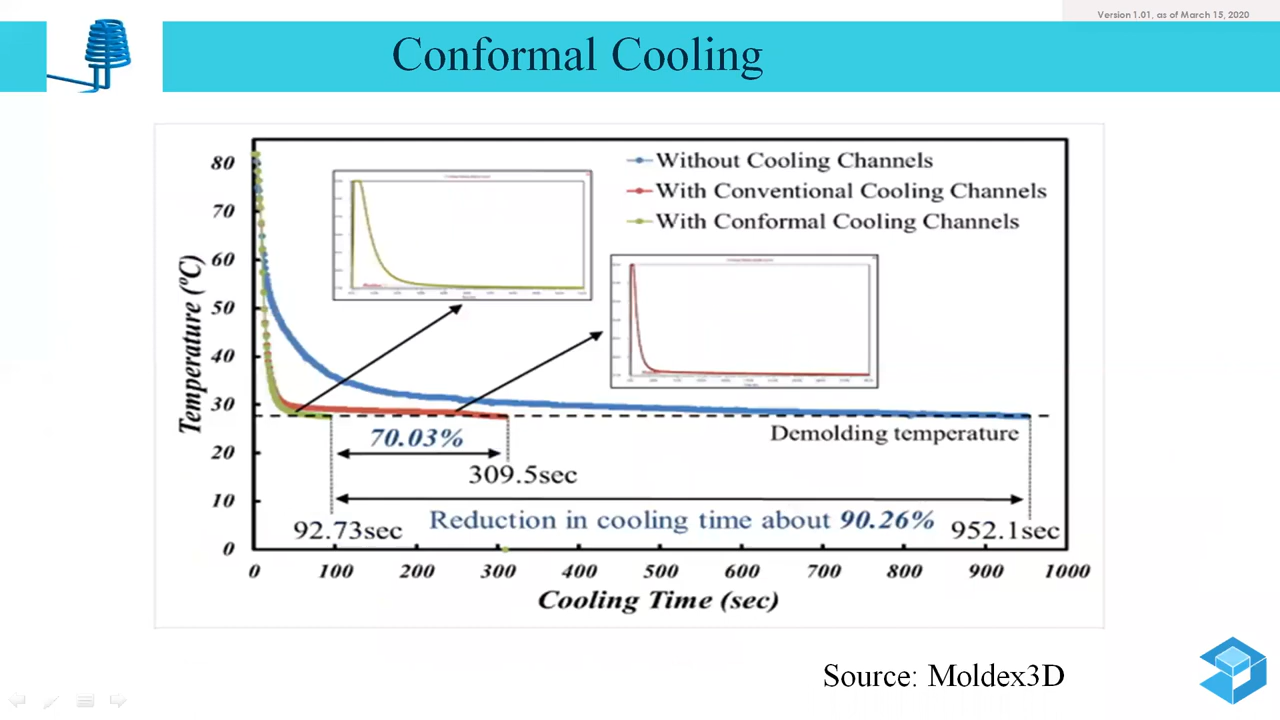 Version 1.01, as of March 15, 2020
Conformal Cooling
Without Cooling Channels
With Conventional Cooling Channels
With Conformal Cooling Channels
Temperature (ºC)
80
70
60
50
40
30
20
10
0
Demolding temperature
70.03%
309.5sec
Reduction in cooling time about 90.26%
92.73sec
952.1sec
0 100 200 300 400 500 600 700 800 900 1000
Cooling Time (sec)
Source: Moldex3D